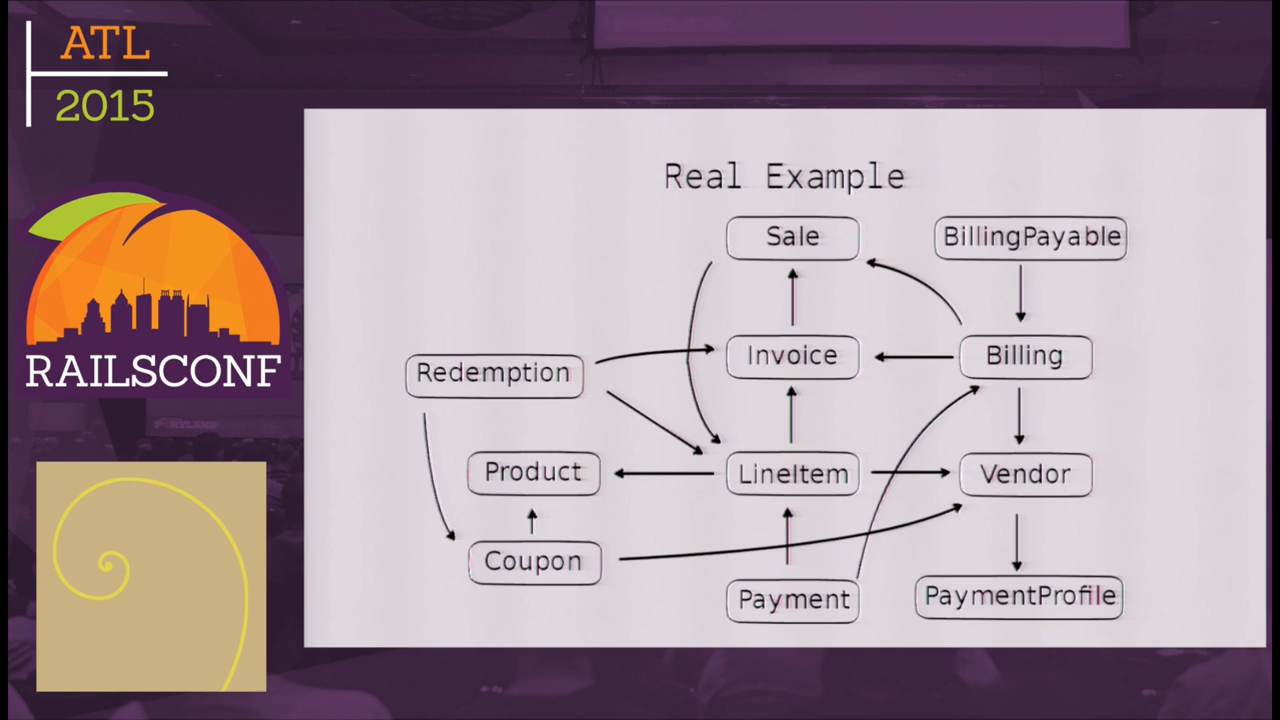 ATL
2015
RAILSCONF
Real Example
Sale
BillingPayable
Invoice
Billing
Redemption
Product
LineItem
Vendor
Coupon
Payment
PaymentProfile